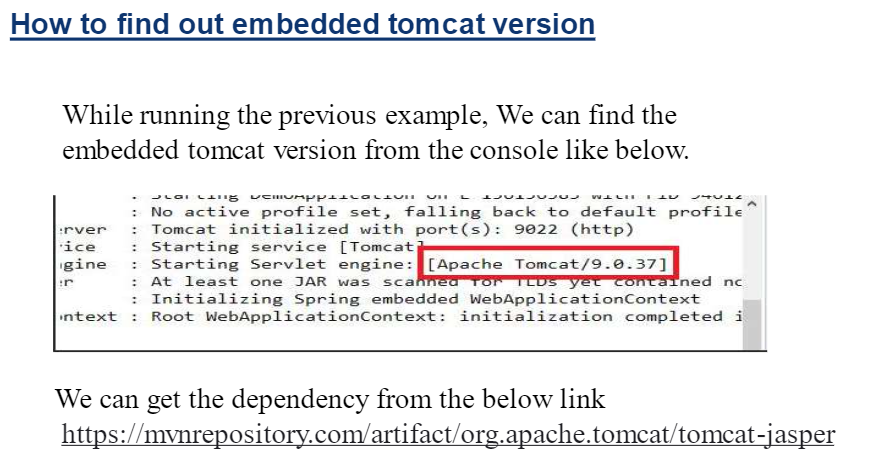 How to find out embedded tomcat version
While running the previous example, We can find the
embedded tomcat version from the console like below.
: No active profile set, falling back to default profile
erver : Tomcat initialized with port(s): 9022 (http)
ice : Starting service [Tomcat]
gine : Starting Servlet engine: [Apache Tomcat/9.0.37]
er : At least one JAR was scanned for TLDs yet contained no
: Initializing Spring embedded WebApplicationContext
ontext : Root WebApplicationContext: initialization completed i
We can get the dependency from the below link
https://mvnrepository.com/artifact/org.apache.tomcat/tomcat-jasper